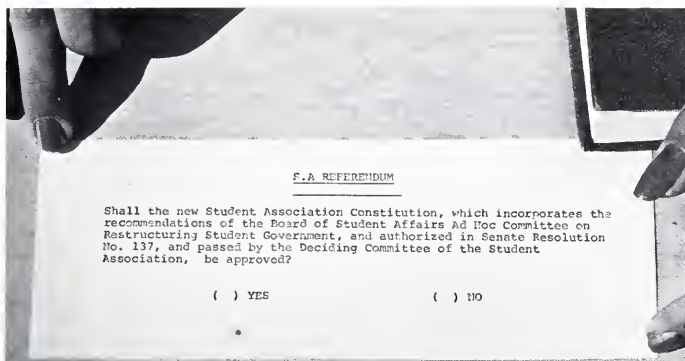 S.A REFERENDUM
Shall the new Student Association Constitution, which incorporates the
recommendations of the Board of Student Affairs Ad Hoc Committee on
Restructuring Student Government, and authorized in Senate Resolution
No. 137, and passed by the Deciding Committee of the Student
Association, be approved?
( ) YES ( ) NO